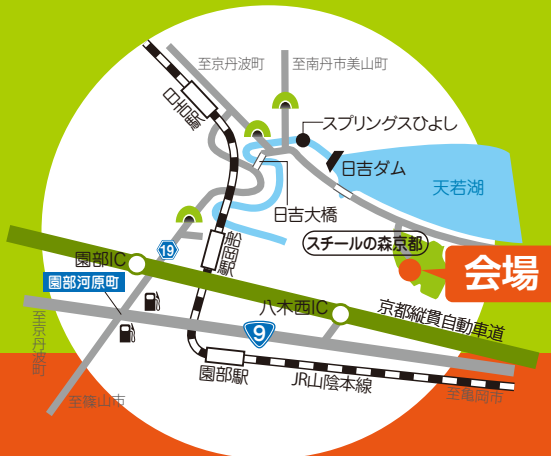 至京丹波町
至南丹市美山町
日吉駅
スプリングスひよし
日吉ダム
天若湖
日吉大橋
スチールの森京都
会場
船岡駅
19
園部IC
園部河原町
八木西IC
京都縦貫自動車道
9
至京丹波町
園部駅
JR山陰本線
至篠山市
至亀岡市